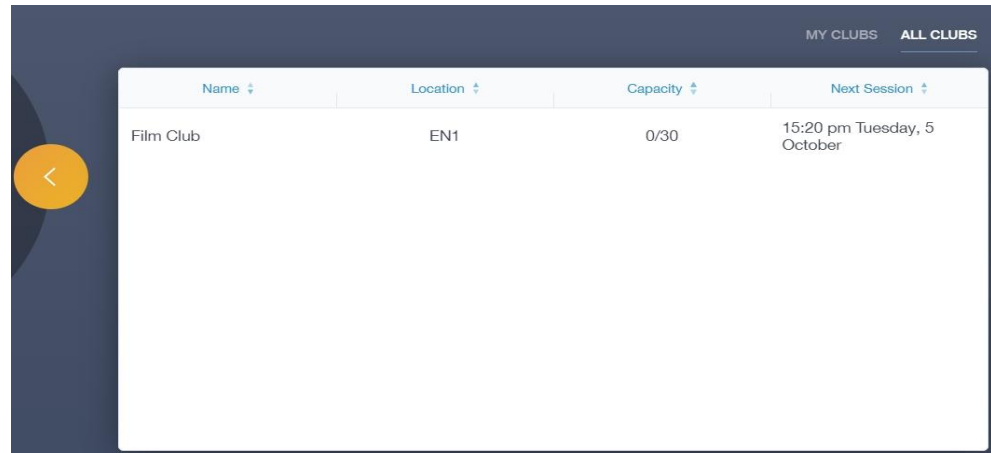 MY CLUBS ALL CLUBS
Name Location Capacity Next Session
Film Club EN1 0/30 15:20 pm Tuesday, 5
October